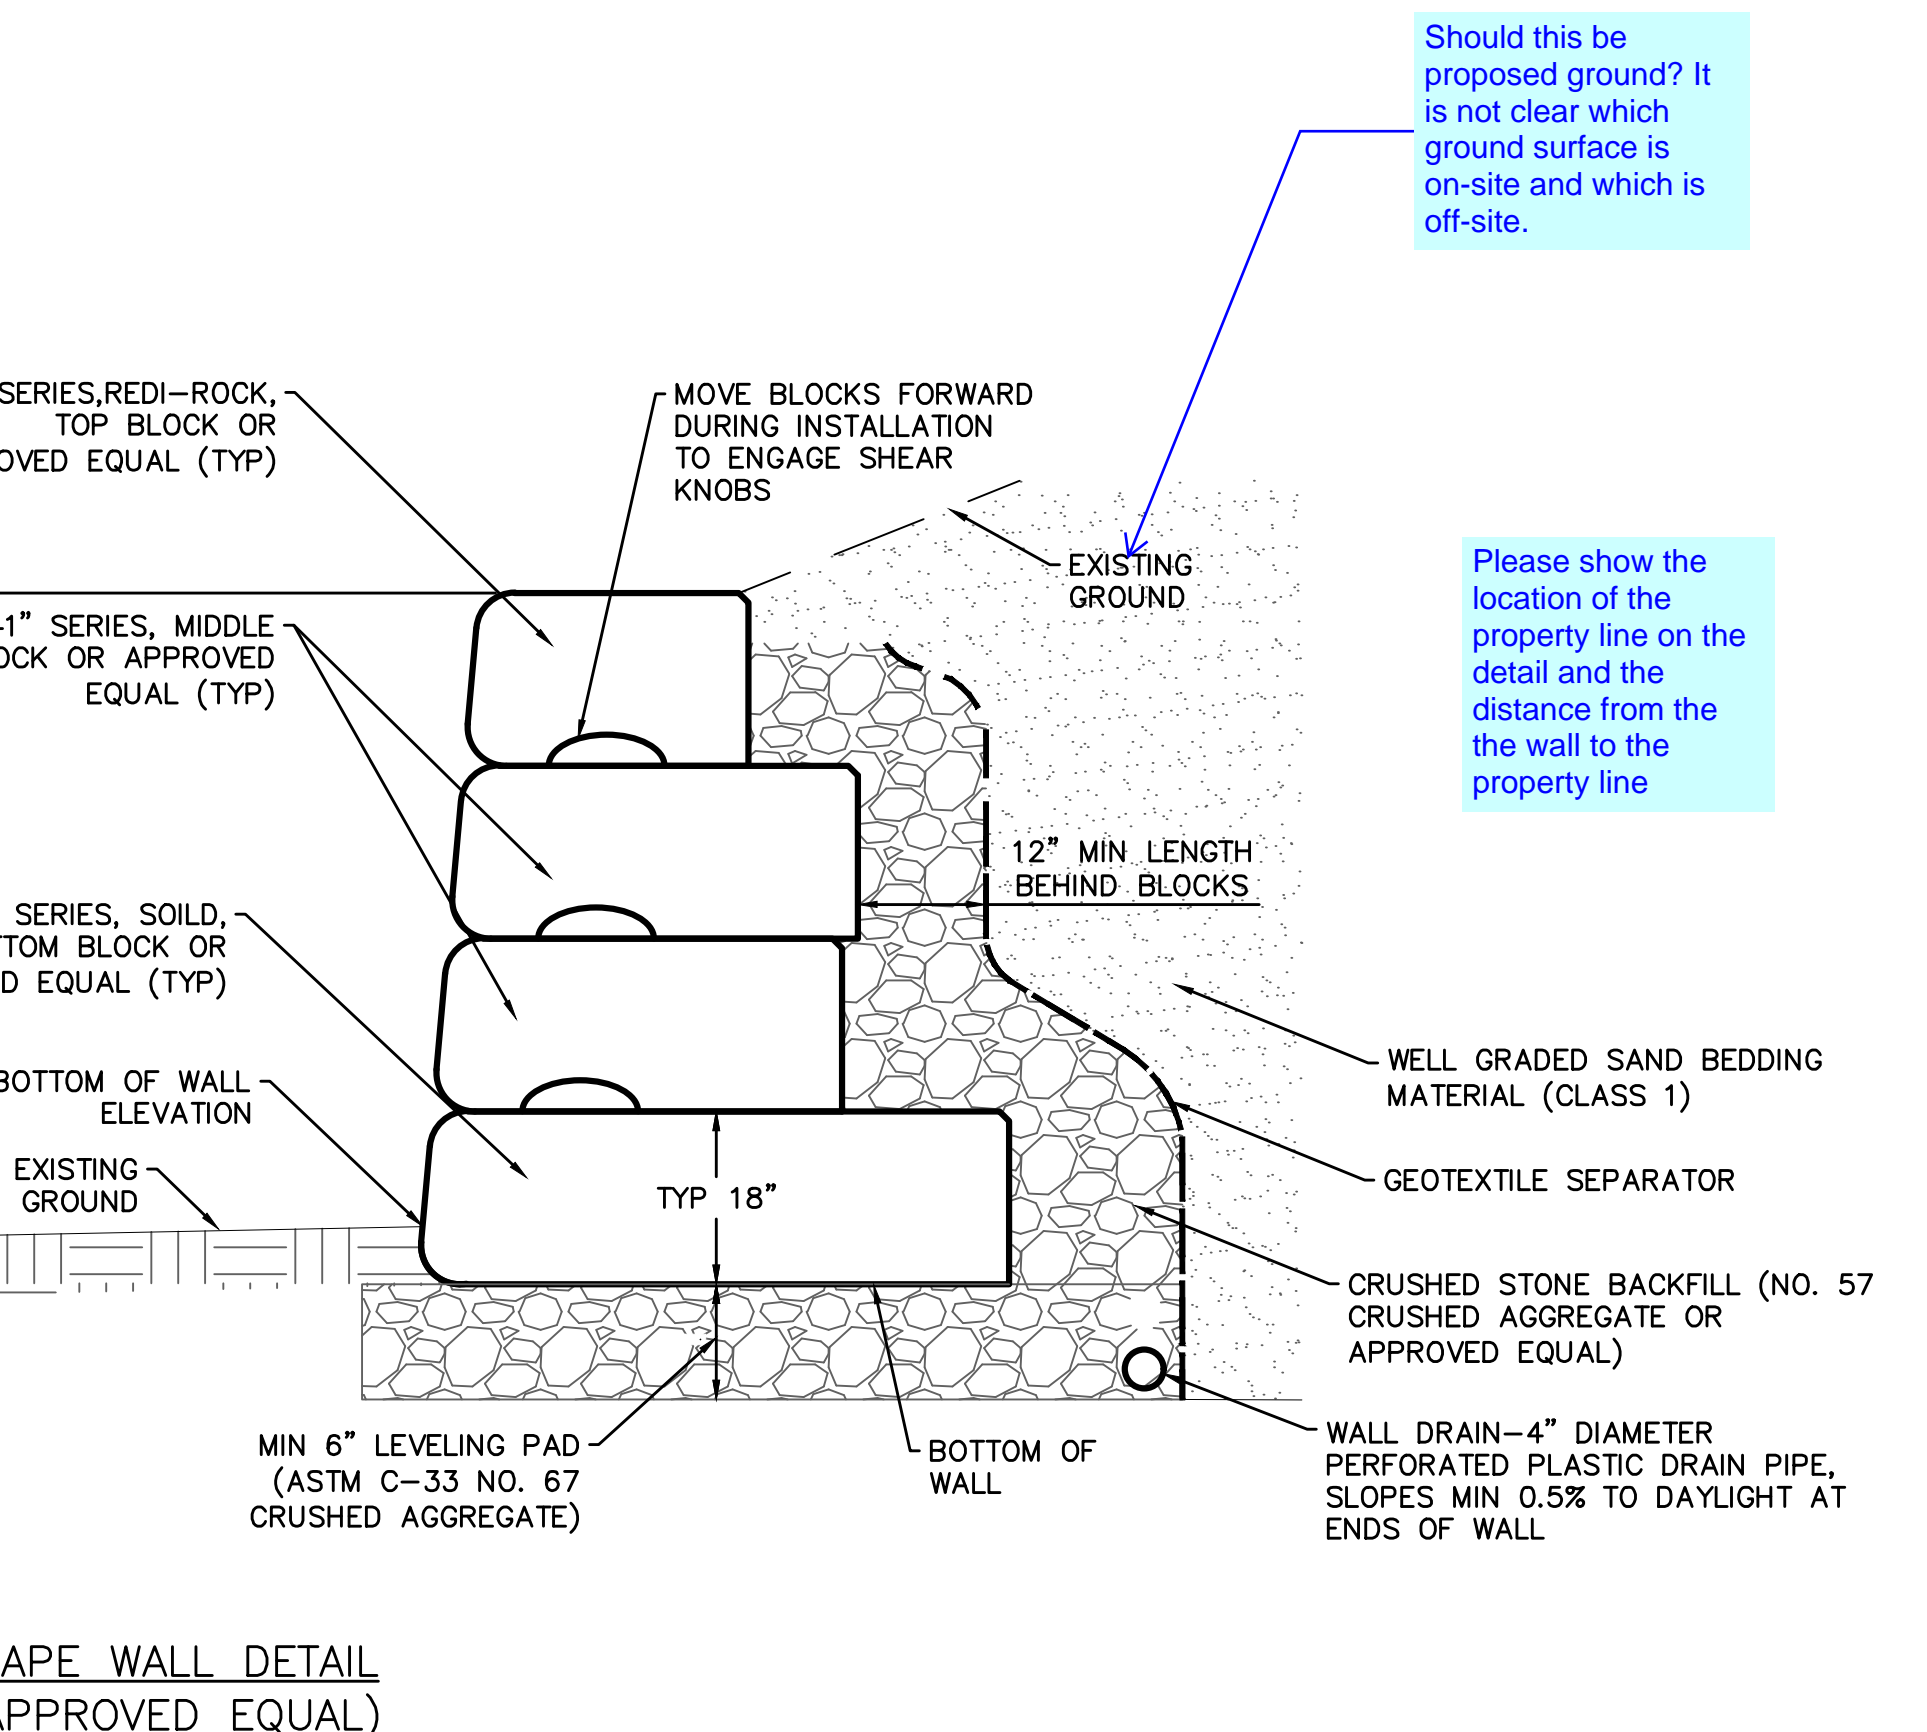 Should this be
proposed ground? It
is not clear which
ground surface is
on-site and which is
off-site.
SERIES,REDI-ROCK,
TOP BLOCK OR
OVED EQUAL (TYP)
MOVE BLOCKS FORWARD
DURING INSTALLATION
TO ENGAGE SHEAR
KNOBS
EXISTING
GROUND
Please show the
location of the
property line on the
detail and the
distance from the
the wall to the
property line
-1" SERIES, MIDDLE
OCK OR APPROVED
EQUAL (TYP)
12" MIN LENGTH
BEHIND BLOCKS
SERIES, SOILD,
TTOM BLOCK OR
D EQUAL (TYP)
WELL GRADED SAND BEDDING
MATERIAL (CLASS 1)
BOTTOM OF WALL
ELEVATION
EXISTING
GROUND
TYP 18"
GEOTEXTILE SEPARATOR
CRUSHED STONE BACKFILL (NO. 57
CRUSHED AGGREGATE OR
APPROVED EQUAL)
MIN 6" LEVELING PAD
(ASTM C-33 NO. 67
CRUSHED AGGREGATE)
BOTTOM OF
WALL
WALL DRAIN-4" DIAMETER
PERFORATED PLASTIC DRAIN PIPE,
SLOPES MIN 0.5% TO DAYLIGHT AT
ENDS OF WALL
APE WALL DETAIL
APPROVED EQUAL)